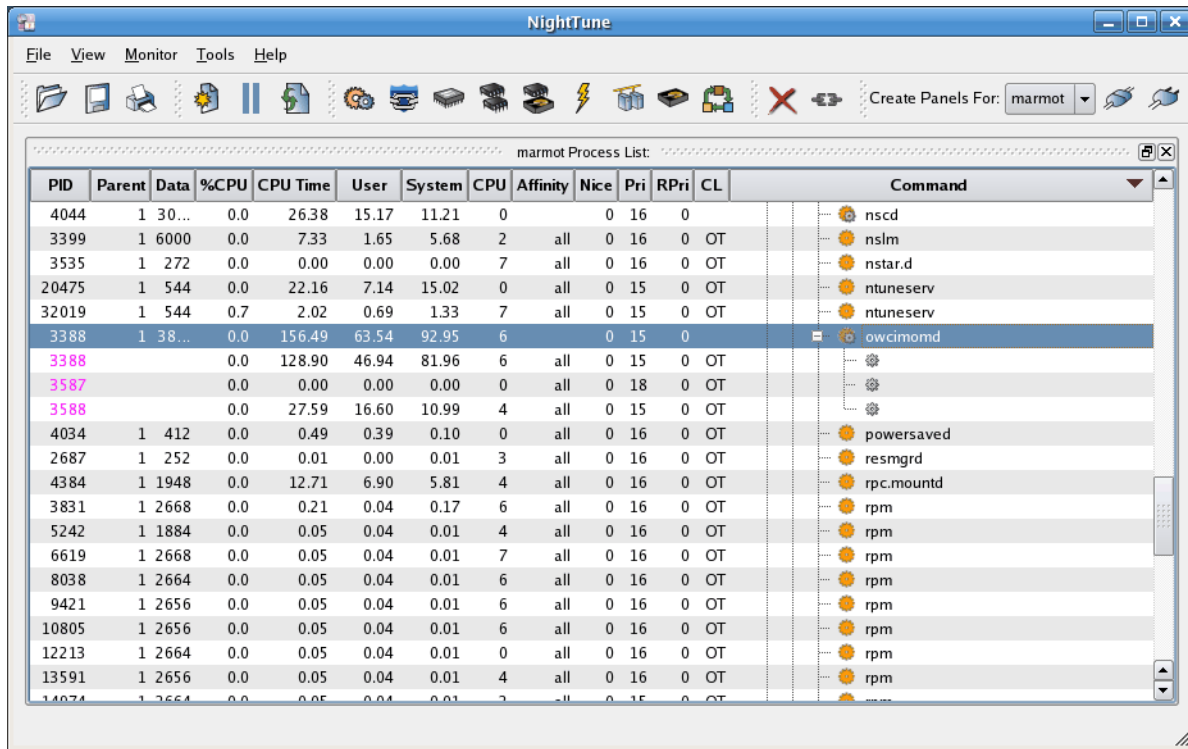 NightTune
File View Monitor Tools Help
Create Panels For: marmot
marmot Process List:
PID Parent Data %CPU CPU Time User System CPU Affinity Nice Pri RPri CL Command
4044 1 30... 0.0 26.38 15.17 11.21 0 0 16 0 nscd
3399 1 6000 0.0 7.33 1.65 5.68 2 all 0 16 0 OT nslm
3535 1 272 0.0 0.00 0.00 0.00 7 all 0 16 0 OT nstar.d
20475 1 544 0.0 22.16 7.14 15.02 0 all 0 15 0 OT ntuneserv
32019 1 544 0.7 2.02 0.69 1.33 7 all 0 15 0 OT ntuneserv
3388 1 38... 0.0 156.49 63.54 92.95 6 0 15 0 owcimomd
3388 0.0 128.90 46.94 81.96 6 all 0 15 0 OT
3587 0.0 0.00 0.00 0.00 0 all 0 18 0 OT
3588 0.0 27.59 16.60 10.99 4 all 0 15 0 OT
4034 1 412 0.0 0.49 0.39 0.10 0 all 0 16 0 OT powersaved
2687 1 252 0.0 0.01 0.00 0.01 3 all 0 16 0 OT resmgrd
4384 1 1948 0.0 12.71 6.90 5.81 4 all 0 16 0 OT rpc.mountd
3831 1 2668 0.0 0.21 0.04 0.17 6 all 0 16 0 OT rpm
5242 1 1884 0.0 0.05 0.04 0.01 4 all 0 16 0 OT rpm
6619 1 2668 0.0 0.05 0.04 0.01 7 all 0 16 0 OT rpm
8038 1 2664 0.0 0.05 0.04 0.01 6 all 0 16 0 OT rpm
9421 1 2656 0.0 0.05 0.04 0.01 6 all 0 16 0 OT rpm
10805 1 2656 0.0 0.05 0.04 0.01 6 all 0 16 0 OT rpm
12213 1 2664 0.0 0.05 0.04 0.01 0 all 0 16 0 OT rpm
13591 1 2656 0.0 0.05 0.04 0.01 4 all 0 16 0 OT rpm